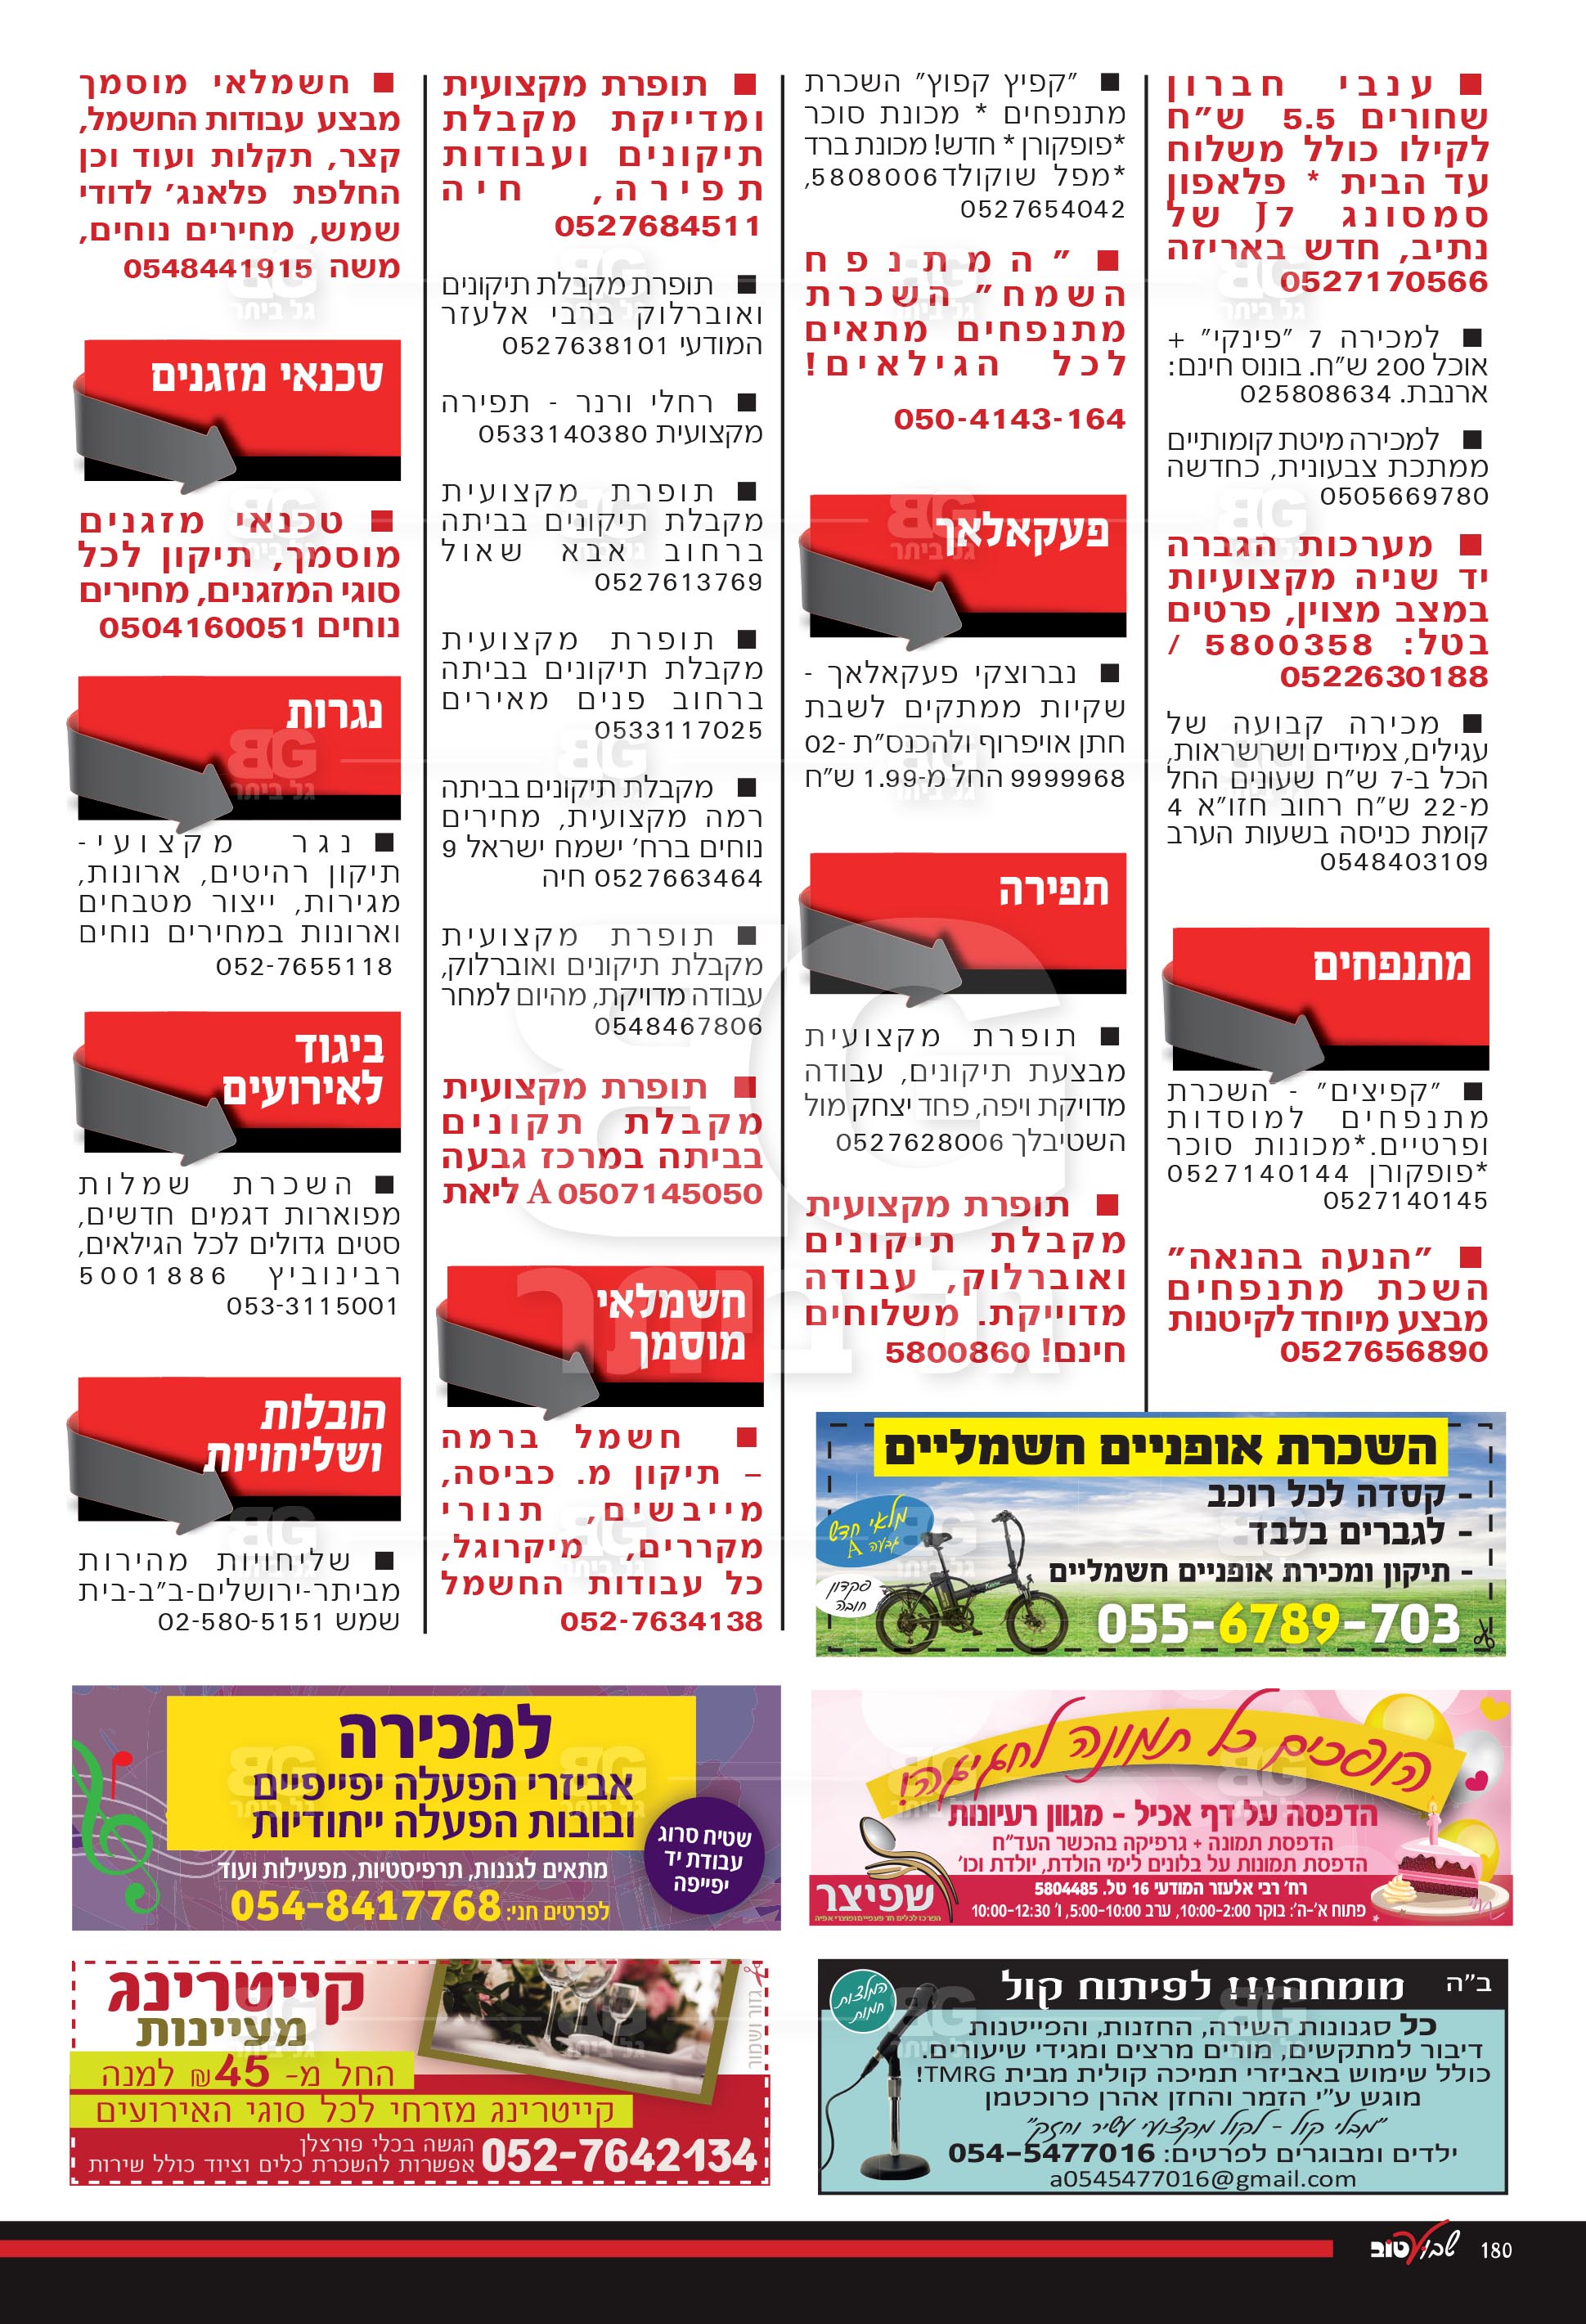 ■ ענבי חברון
שחורים 5.5 ש"ח
לקילו כולל משלוח
עד הבית * פלאפון
סמסונג J7 של
נתיב, חדש באריזה
0527170566
■ למכירה 7 "פינקי" +
אוכל 200 ש"ח. בונוס חינם:
ארנבת. 025808634
■ למכירה מיטת קומותיים
ממתכת צבעונית, כחדשה
0505669780
■ מערכות הגברה
יד שניה מקצועיות
במצב מצוין, פרטים
בטל: 5800358 /
0522630188
■ מכירה קבועה של
עגילים, צמידים ושרשראות,
הכל ב-7 ש"ח שעונים החל
מ-22 ש"ח רחוב חזו"א 4
קומת כניסה בשעות הערב
0548403109
מתנפחים
■ "קפיצים" - השכרת
מתנפחים למוסדות
ופרטיים.*מכונות סוכר
*פופקורן 0527140144
0527140145
■ "הנעה בהנאה"
השכת מתנפחים
מבצע מיוחד לקיטנות
0527656890
■ "קפיץ קפוץ" השכרת
מתנפחים * מכונת סוכר
*פופקורן * חדש! מכונת ברד
*מפל שוקולד 5808006,
0527654042
■ "המתנפח
השמח" השכרת
מתנפחים מתאים
לכל הגילאים!
050-4143-164
פעקאלאך
■ נברוצקי פעקאלאך -
שקיות ממתקים לשבת
חתן אויפרוף ולהכנס"ת 02-
9999968 החל מ-1.99 ש"ח
תפירה
■ תופרת מקצועית
מבצעת תיקונים, עבודה
מדויקת ויפה, פחד יצחק מול
השטיבלך 0527628006
■ תופרת מקצועית
מקבלת תיקונים
ואוברלוק, עבודה
מדוייקת. משלוחים
חינם! 5800860
■ תופרת מקצועית
ומדייקת מקבלת
תיקונים ועבודות
תפירה, חיה
0527684511
■ תופרת מקבלת תיקונים
ואוברלוק ברבי אלעזר
המודעי 0527638101
■ רחלי ורנר - תפירה
מקצועית 0533140380
■ תופרת מקצועית
מקבלת תיקונים בביתה
ברחוב אבא שאול
0527613769
■ תופרת מקצועית
מקבלת תיקונים בביתה
ברחוב פנים מאירים
0533117025
■ מקבלת תיקונים בביתה
רמה מקצועית, מחירים
נוחים ברח' ישמח ישראל 9
0527663464 חיה
■ תופרת מקצועית
מקבלת תיקונים ואוברלוק,
עבודה מדויקת, מהיום למחר
0548467806
■ תופרת מקצועית
מקבלת תקונים
בביתה במרכז גבעה
A 0507145050 ליאת
חשמלאי
מוסמך
■ חשמל ברמה
– תיקון מ. כביסה,
מייבשים, תנורי
מקררים, מיקרוגל,
כל עבודות החשמל
052-7634138
■ חשמלאי מוסמך
מבצע עבודות החשמל,
קצר, תקלות ועוד וכן
החלפת פלאנג' לדודי
שמש, מחירים נוחים,
משה 0548441915
טכנאי מזגנים
■ טכנאי מזגנים
מוסמך, תיקון לכל
סוגי המזגנים, מחירים
נוחים 0504160051
נגרות
■ נגר מקצועי-
תיקון רהיטים, ארונות,
מגירות, ייצור מטבחים
וארונות במחירים נוחים
052-7655118
ביגוד
לאירועים
■ השכרת שמלות
מפוארות דגמים חדשים,
סטים גדולים לכל הגילאים,
רבינוביץ 5001886
053-3115001
הובלות
ושליחויות
■ שליחויות מהירות
מביתר-ירושלים-ב"ב-בית
שמש 02-580-5151
השכרת אופניים חשמליים
- קסדה לכל רוכב
- לגברים בלבד
- תיקון ומכירת אופניים חשמליים
מלאי חדש
גבעה A
פקדון
חובה
055-6789-703
הופכים כל תמונה לחגיגה!
הדפסה על דף אכיל - מגוון רעיונות
הדפסת תמונה + גרפיקה בהכשר העד"ח
הדפסת תמונות על בלונים לימי הולדת, יולדת וכו'
רח' רבי אלעזר המודעי 16 טל. 5804485
פתוח א'-ה': בוקר 10:00-2:00, ערב 5:00-10:00, ו' 10:00-12:30
שפיצר
המרכז לכלים חד פעמיים ומוצרי אפיה
למכירה
אביזרי הפעלה יפייפיים
ובובות הפעלה ייחודיות
שטיח סרוג
עבודת יד
יפייפה
מתאים לגננות, תרפיסטיות, מפעילות ועוד
לפרטים חני: 054-8417768
ב"ה
מומחה!!! לפיתוח קול
המלצות
חמות
כל סגנונות השירה, החזנות, והפייטנות
דיבור למתקשים, מורים מרצים ומגידי שיעורים.
כולל שימוש באביזרי תמיכה קולית מבית TMRG!
מוגש ע"י הזמר והחזן אהרן פרוכטמן
"מבלי קול - לקול מקצועי עשיר וחזק"
ילדים ומבוגרים לפרטים: 054-5477016
a0545477016@gmail.com
קייטרינג
מעיינות
גזור ושמור
החל מ- 45 ₪ למנה
קייטרינג מזרחי לכל סוגי האירועים
052-7642134
הגשה בכלי פורצלן
אפשרות להשכרת כלים וציוד כולל שירות
שבוע טוב 180
BG
גל ביתר